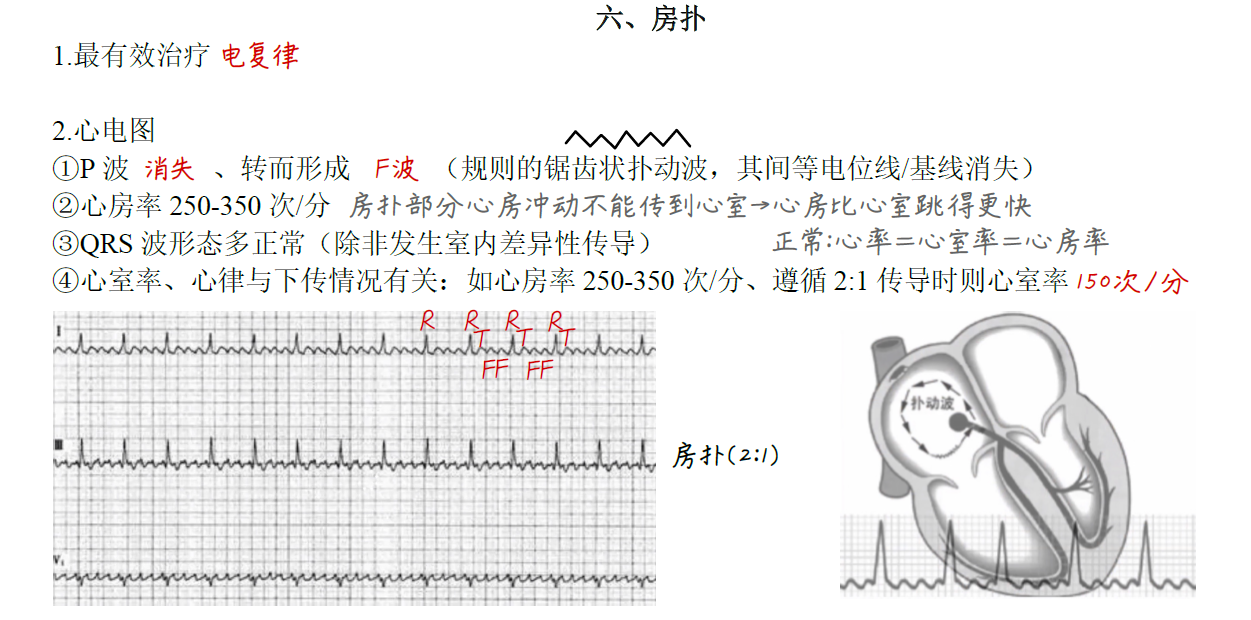 六、房扑
1.最有效治疗 电复律
2.心电图
①P 波 消失 、转而形成 F波 （规则的锯齿状扑动波，其间等电位线/基线消失）
②心房率 250-350 次/分 房扑部分心房冲动不能传到心室→心房比心室跳得更快
③QRS 波形态多正常（除非发生室内差异性传导） 正常:心率=心室率=心房率
④心室率、心律与下传情况有关：如心房率 250-350 次/分、遵循 2:1 传导时则心室率 150次/分
I R R R R
T T T
FF FF
扑动波
III
房扑(2:1)
V₁